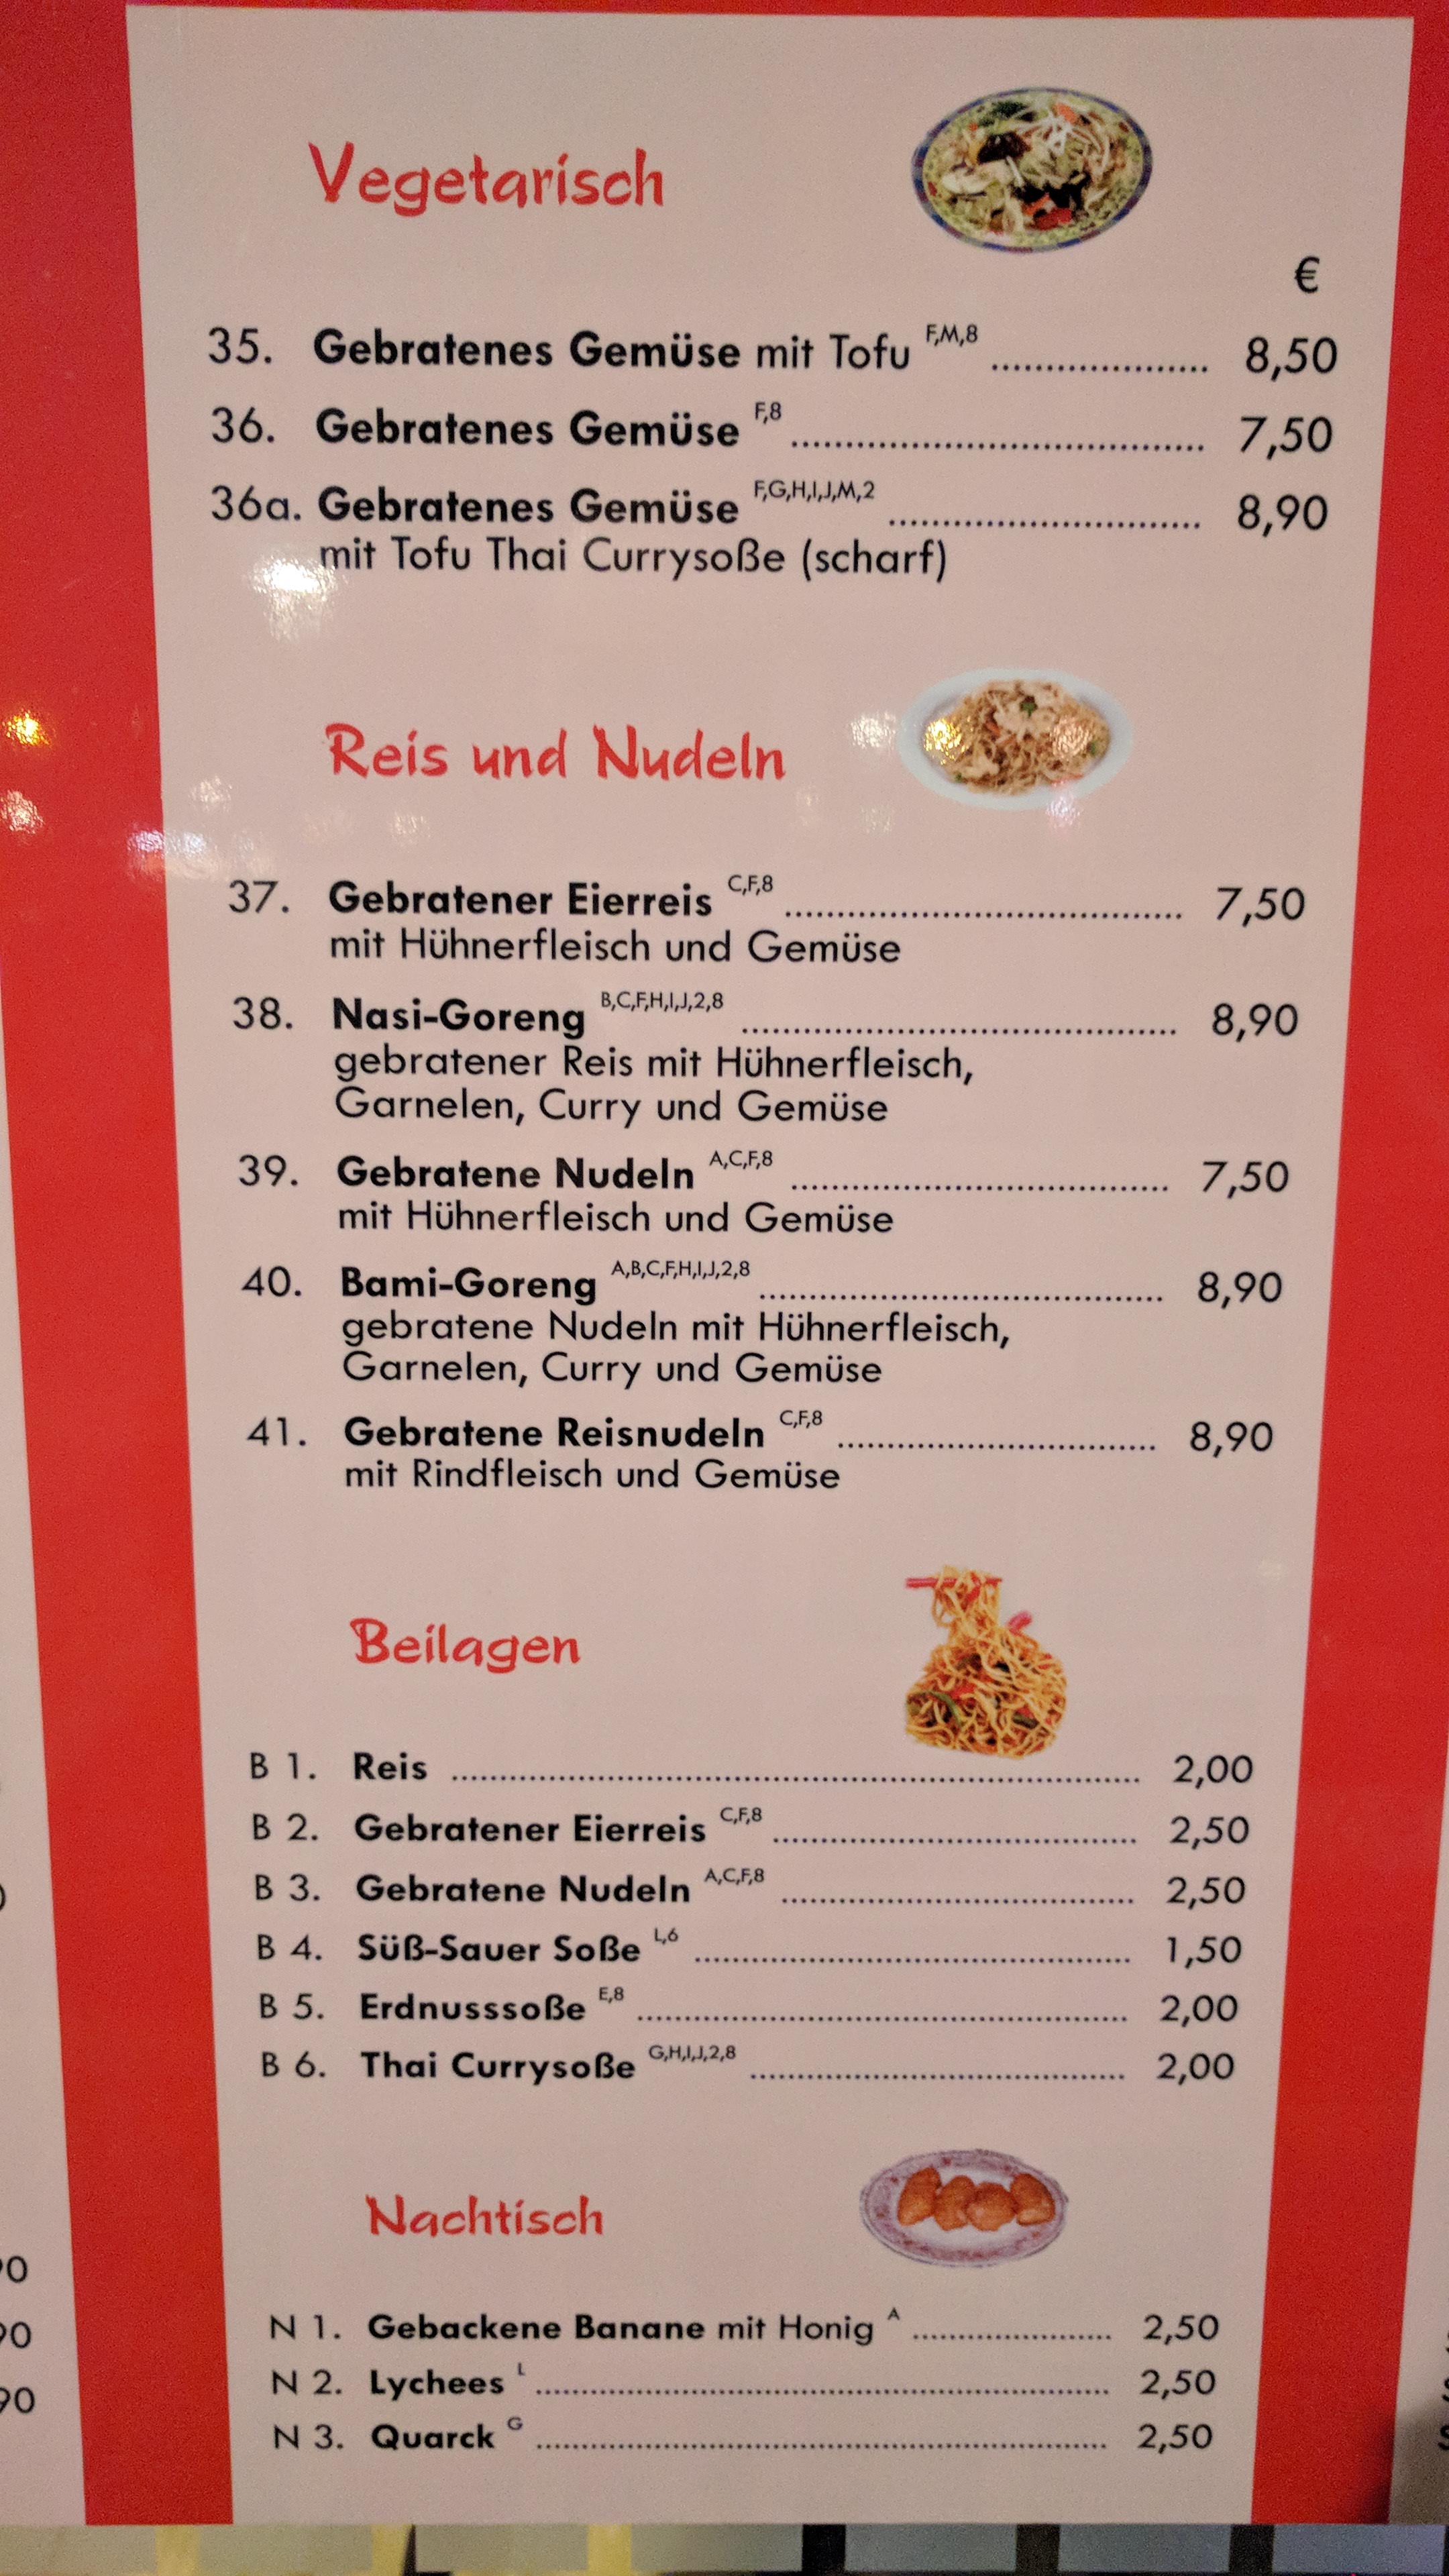 Vegetarisch
€
35. Gebratenes Gemüse mit Tofu F,M,8 .................... 8,50
36. Gebratenes Gemüse F,8 .................... 7,50
36a. Gebratenes Gemüse F,G,H,I,J,M,2 .................... 8,90
mit Tofu Thai Currysoße (scharf)
Reis und Nudeln
37. Gebratener Eierreis C,F,8 .................... 7,50
mit Hühnerfleisch und Gemüse
38. Nasi-Goreng B,C,F,H,I,J,2,8 .................... 8,90
gebratener Reis mit Hühnerfleisch,
Garnelen, Curry und Gemüse
39. Gebratene Nudeln A,C,F,8 .................... 7,50
mit Hühnerfleisch und Gemüse
40. Bami-Goreng A,B,C,F,H,I,J,2,8 .................... 8,90
gebratene Nudeln mit Hühnerfleisch,
Garnelen, Curry und Gemüse
41. Gebratene Reisnudeln C,F,8 .................... 8,90
mit Rindfleisch und Gemüse
Beilagen
B 1. Reis .................... 2,00
B 2. Gebratener Eierreis C,F,8 .................... 2,50
B 3. Gebratene Nudeln A,C,F,8 .................... 2,50
B 4. Süß-Sauer Soße L,6 .................... 1,50
B 5. Erdnusssoße E,8 .................... 2,00
B 6. Thai Currysoße G,H,I,J,2,8 .................... 2,00
Nachtisch
N 1. Gebackene Banane mit Honig A .................... 2,50
N 2. Lychees L .................... 2,50
N 3. Quarck G .................... 2,50